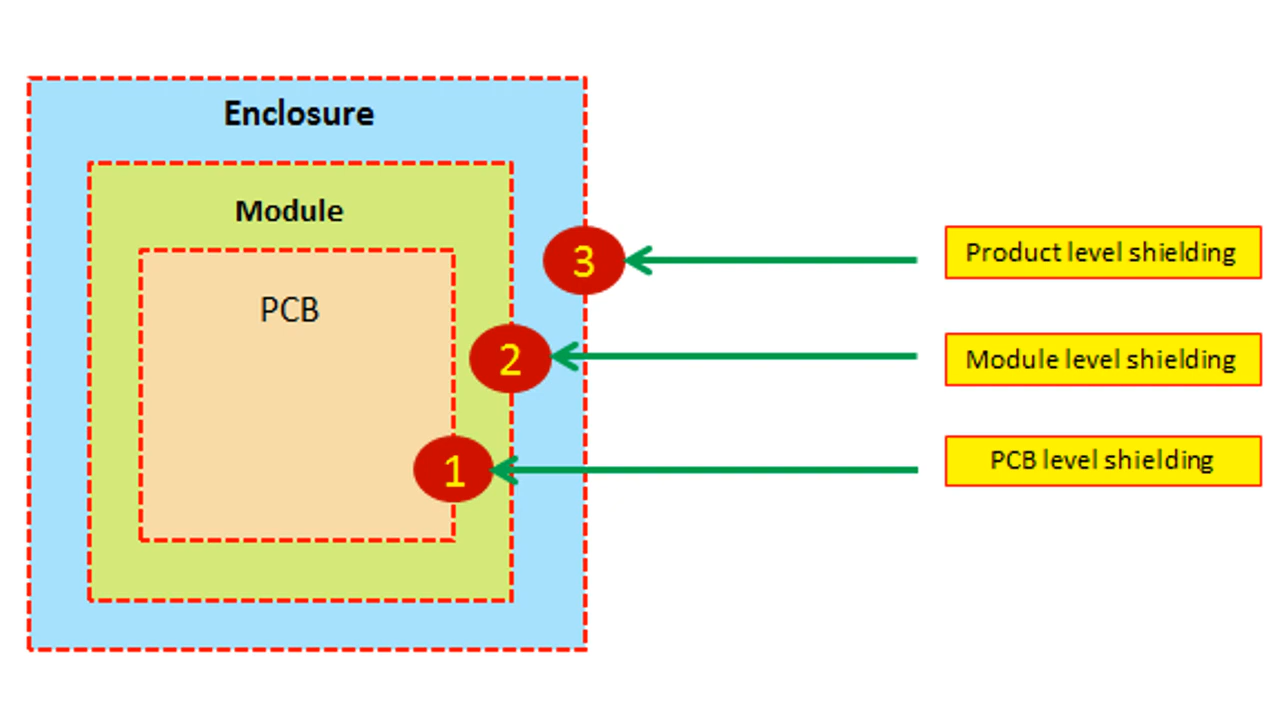 Enclosure
Module
PCB
3
Product level shielding
2
Module level shielding
1
PCB level shielding